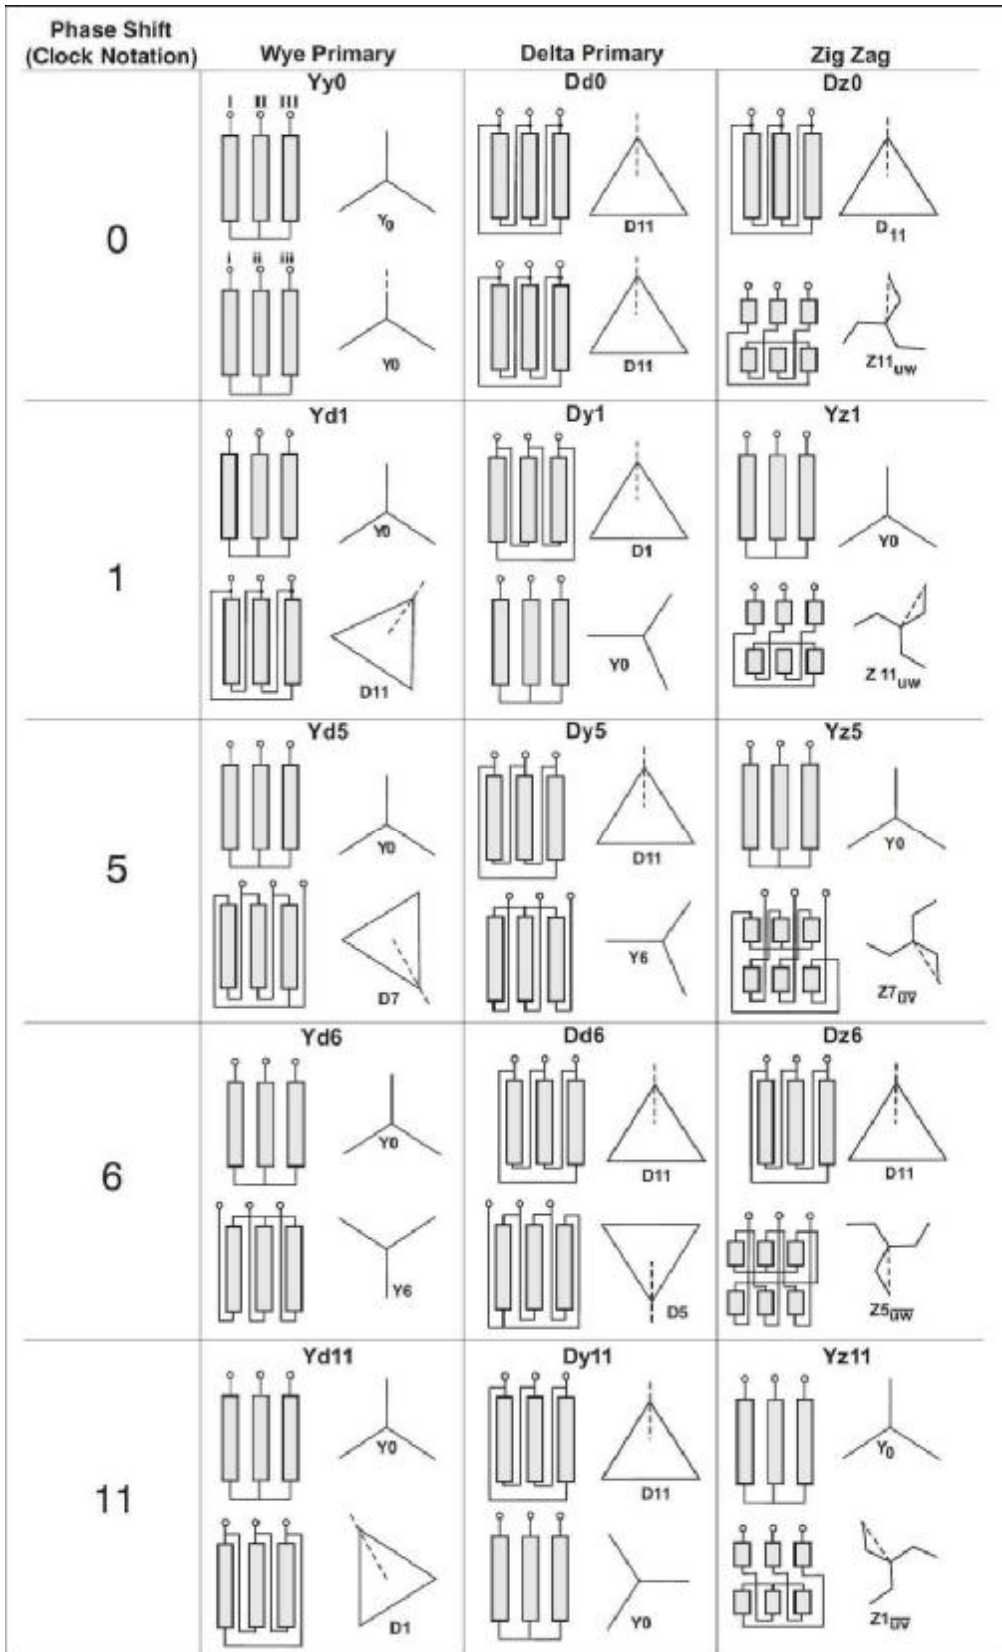 Phase Shift
(Clock Notation)
Wye Primary
Delta Primary
Zig Zag
0
Yy0
I II III
Y0
i ii iii
Y0
Dd0
D11
D11
Dz0
D11
Z11uw
1
Yd1
Y0
D11
Dy1
D1
Y0
Yz1
Y0
Z 11uw
5
Yd5
Y0
D7
Dy5
D11
Y6
Yz5
Y0
Z7uv
6
Yd6
Y0
Y6
Dd6
D11
D5
Dz6
D11
Z5uw
11
Yd11
Y0
D1
Dy11
D11
Y0
Yz11
Y0
Z1uv